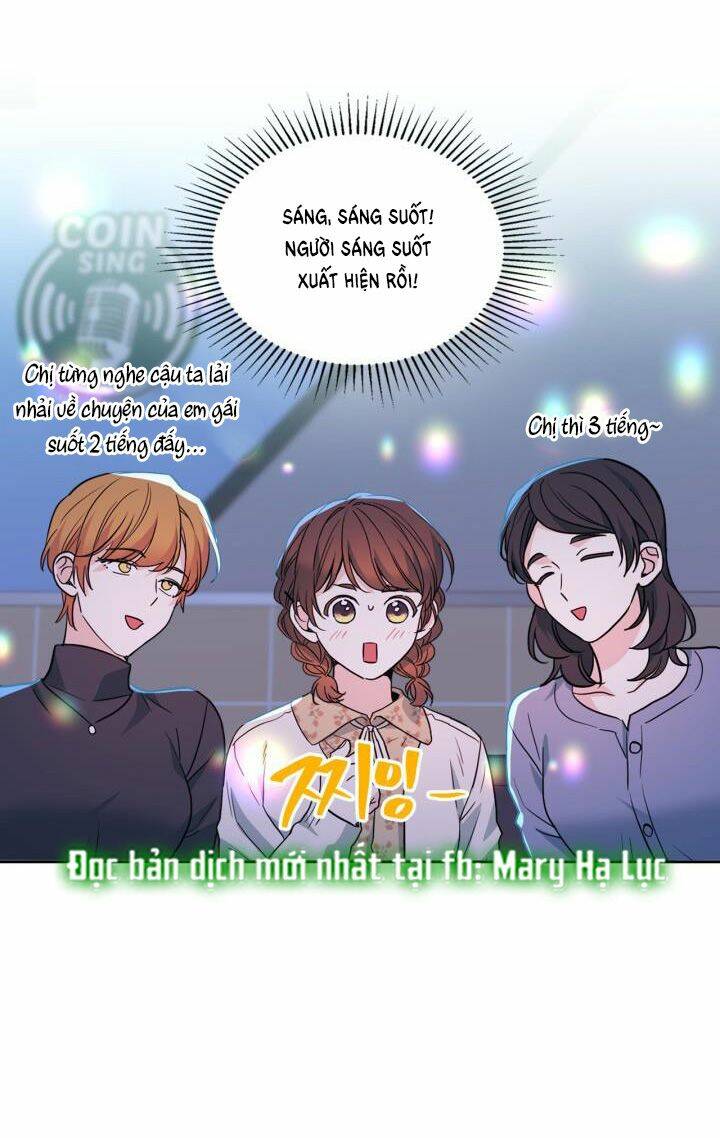 SÁNG, SÁNG SUỐT!
NGƯỜI SÁNG SUỐT
XUẤT HIỆN RỒI!
COIN
SING
Chị từng nghe cậu ta lải
nhải về chuyện của em gái
suốt 2 tiếng đấy...
Chị thì 3 tiếng~
찌잉-
Đọc bản dịch mới nhất tại fb: Mary Hạ Lục